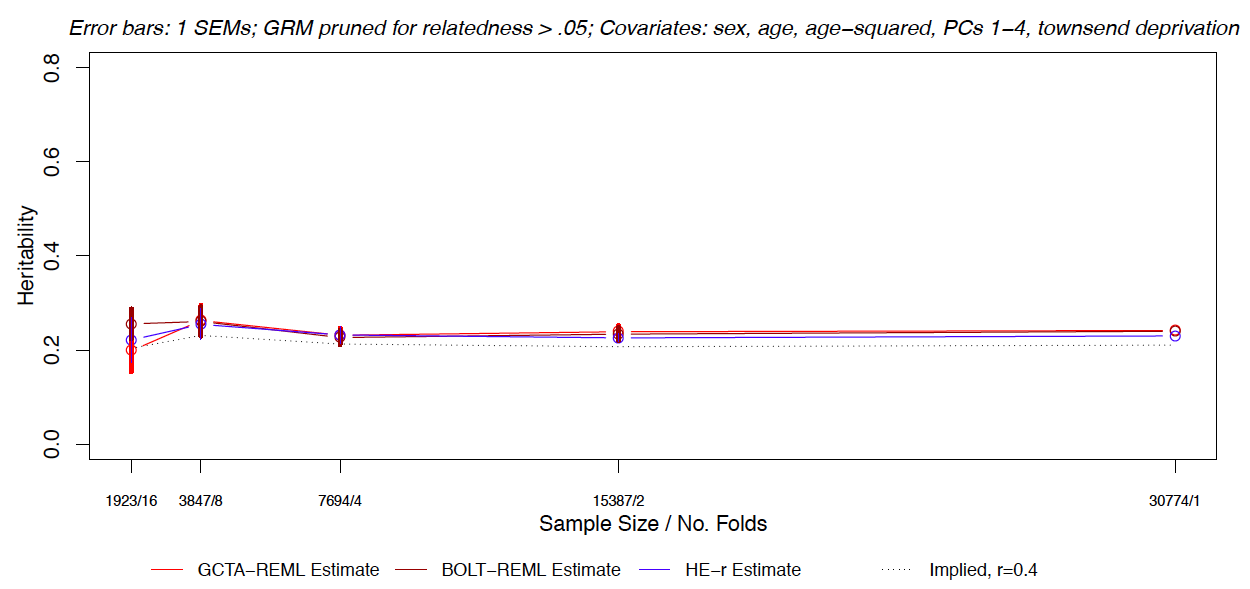 Error bars: 1 SEMs; GRM pruned for relatedness > .05; Covariates: sex, age, age−squared, PCs 1−4, townsend deprivation
0.8
0.6
0.4
0.2
0.0
Heritability
1923/16 3847/8 7694/4 15387/2 30774/1
Sample Size / No. Folds
GCTA−REML Estimate BOLT−REML Estimate HE−r Estimate Implied, r=0.4